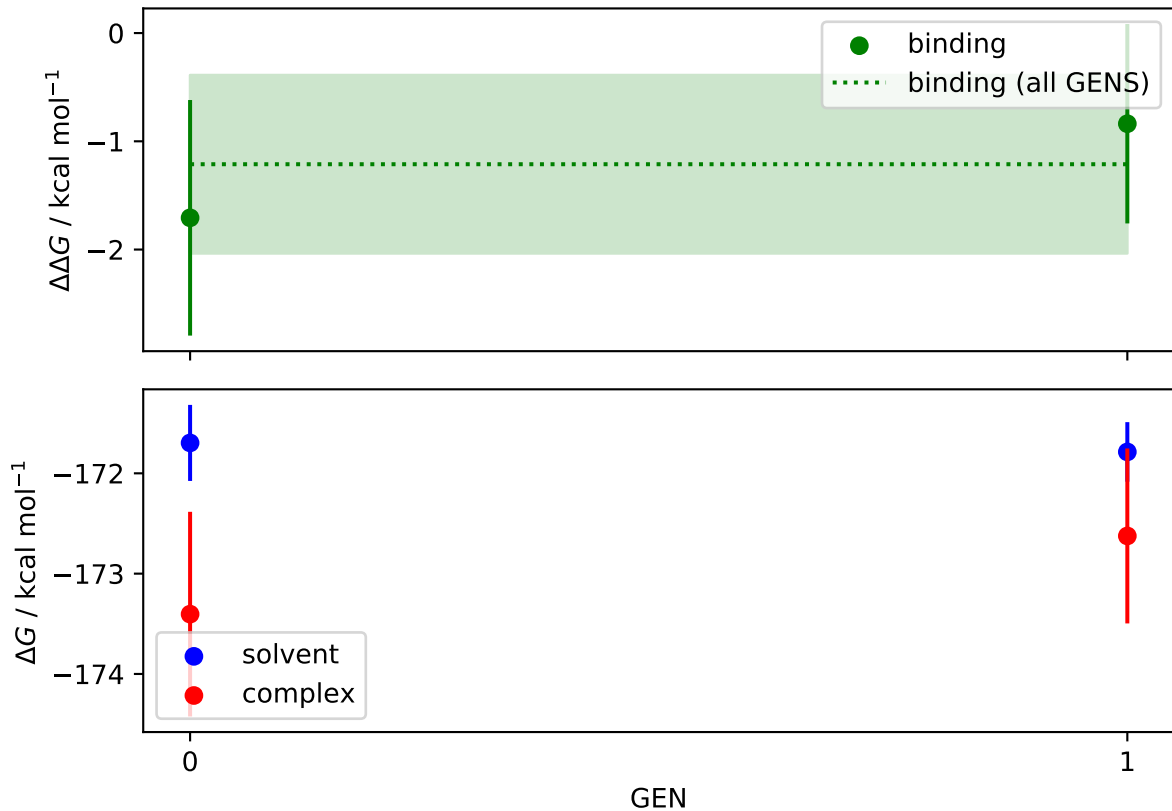 0
−1
−2
ΔΔG / kcal mol⁻¹
binding
binding (all GENS)
−172
−173
−174
ΔG / kcal mol⁻¹
solvent
complex
0
1
GEN